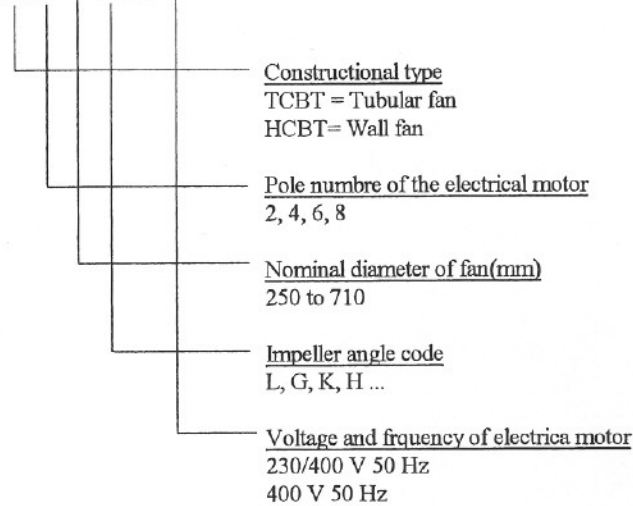 Constructional type
TCBT = Tubular fan
HCBT= Wall fan
Pole numbre of the electrical motor
2, 4, 6, 8
Nominal diameter of fan(mm)
250 to 710
Impeller angle code
L, G, K, H ...
Voltage and frquency of electrica motor
230/400 V 50 Hz
400 V 50 Hz